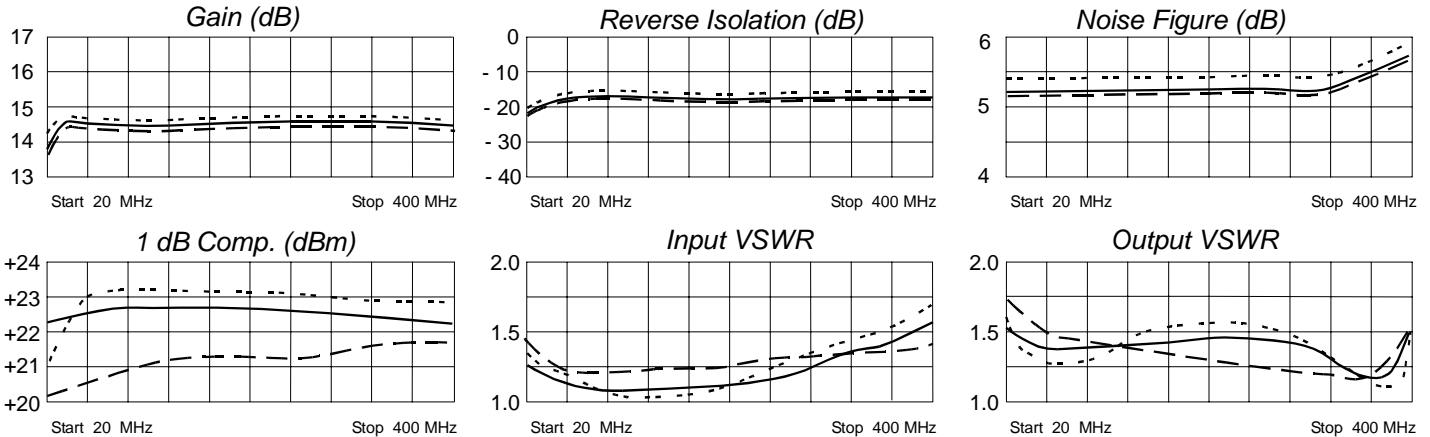 Gain (dB)
17
16
15
14
13
Start 20 MHz
Stop 400 MHz
Reverse Isolation (dB)
0
- 10
- 20
- 30
- 40
Start 20 MHz
Stop 400 MHz
Noise Figure (dB)
6
5
4
Start 20 MHz
Stop 400 MHz
1 dB Comp. (dBm)
+24
+23
+22
+21
+20
Start 20 MHz
Stop 400 MHz
Input VSWR
2.0
1.5
1.0
Start 20 MHz
Stop 400 MHz
Output VSWR
2.0
1.5
1.0
Start 20 MHz
Stop 400 MHz